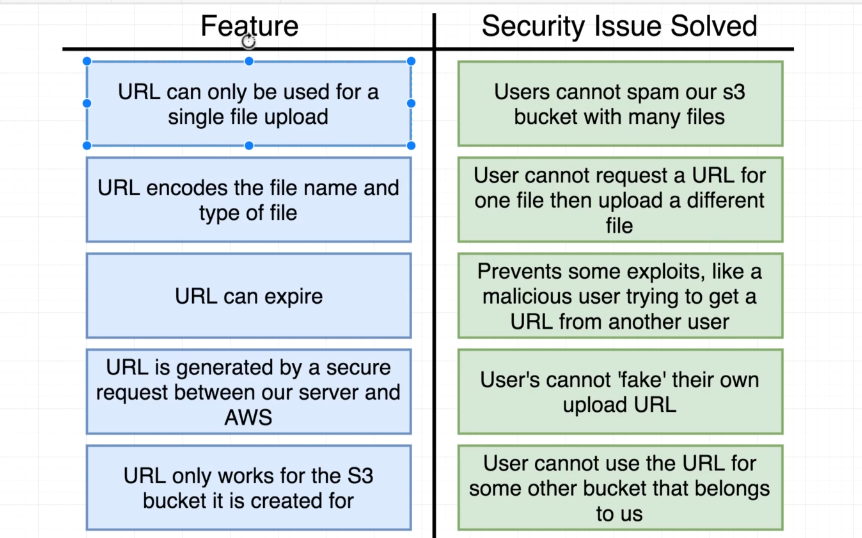 Feature
Security Issue Solved
URL can only be used for a
single file upload
Users cannot spam our s3
bucket with many files
URL encodes the file name and
type of file
User cannot request a URL for
one file then upload a different
file
URL can expire
Prevents some exploits, like a
malicious user trying to get a
URL from another user
URL is generated by a secure
request between our server and
AWS
User's cannot 'fake' their own
upload URL
URL only works for the S3
bucket it is created for
User cannot use the URL for
some other bucket that belongs
to us